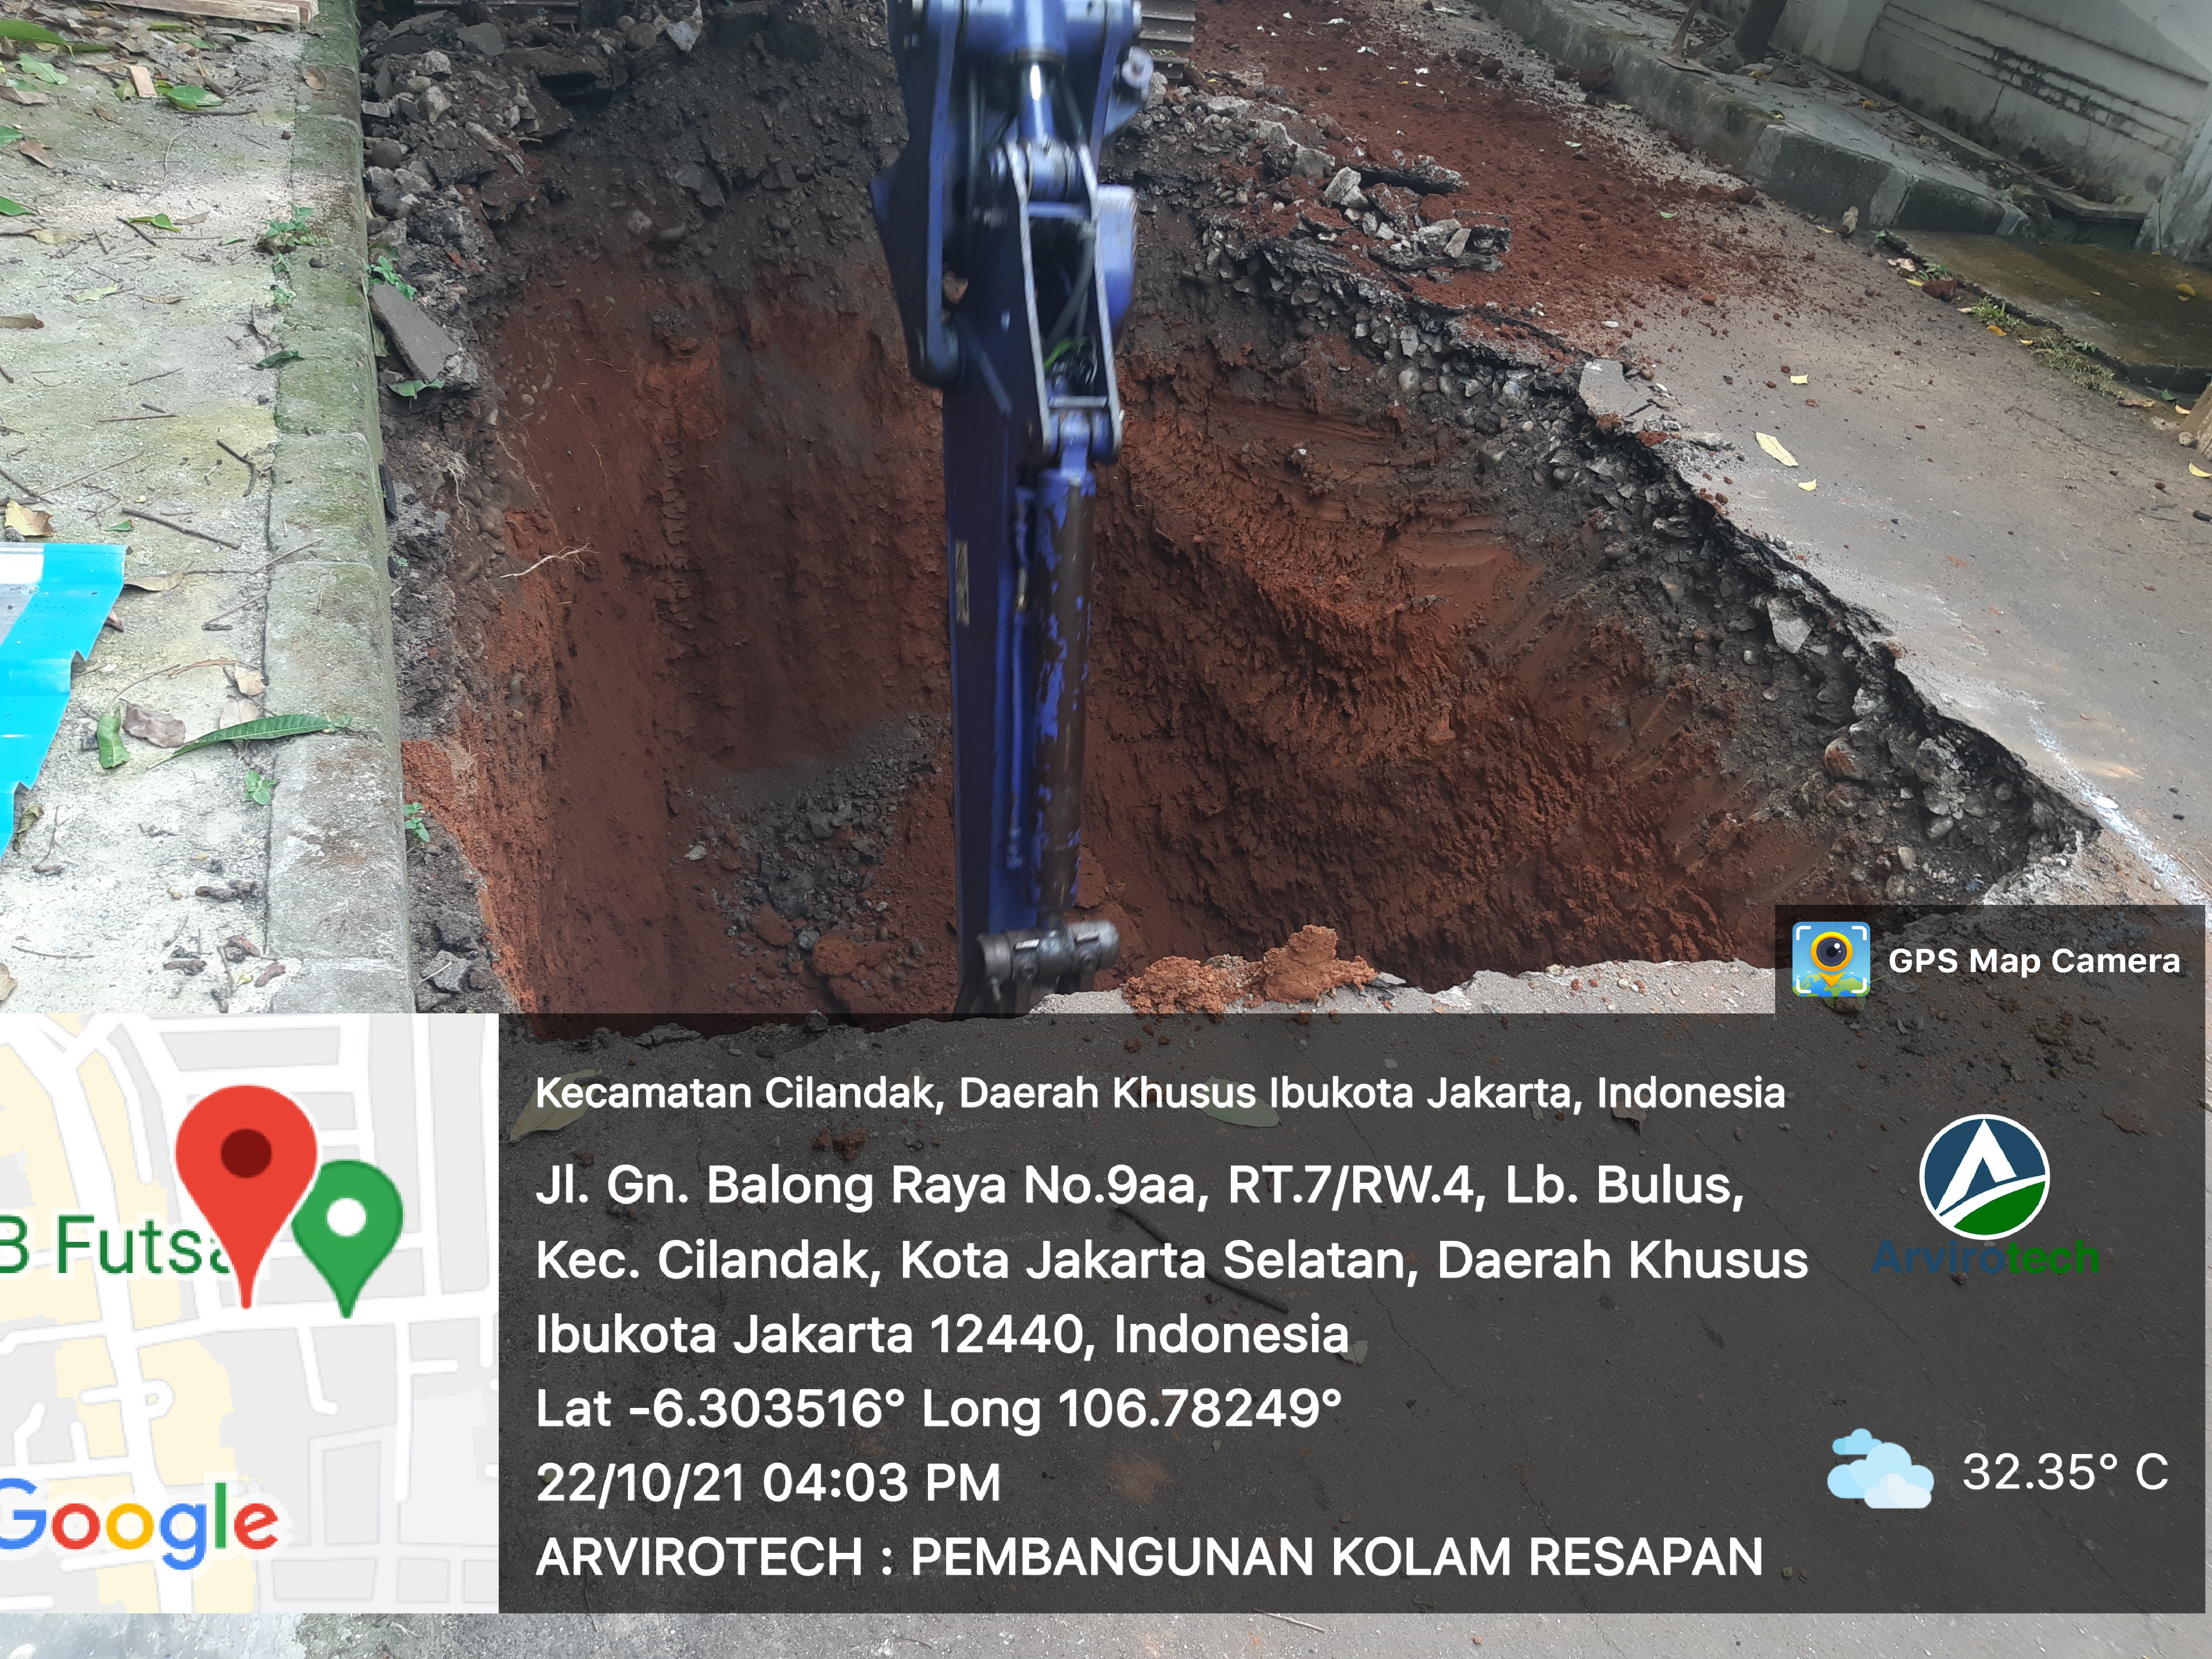 GPS Map Camera
Kecamatan Cilandak, Daerah Khusus Ibukota Jakarta, Indonesia
Jl. Gn. Balong Raya No.9aa, RT.7/RW.4, Lb. Bulus,
Kec. Cilandak, Kota Jakarta Selatan, Daerah Khusus
Ibukota Jakarta 12440, Indonesia
Lat -6.303516° Long 106.78249°
22/10/21 04:03 PM
ARVIROTECH : PEMBANGUNAN KOLAM RESAPAN
Arvirotech
32.35° C
B Futsa
Google